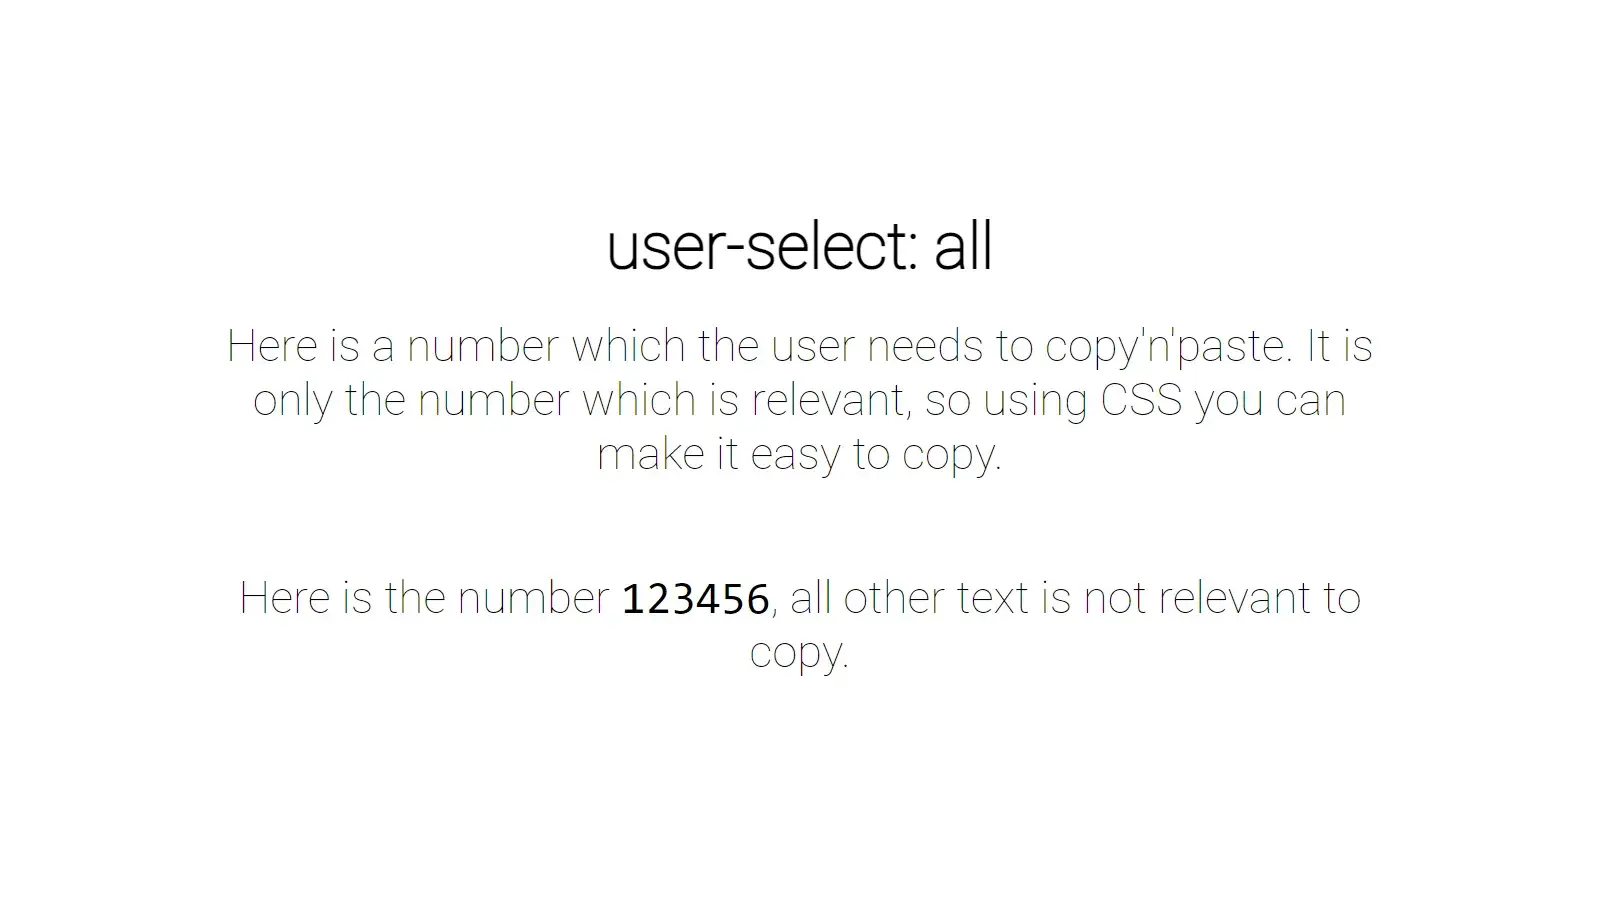 user-select: all
Here is a number which the user needs to copy'n'paste. It is
only the number which is relevant, so using CSS you can
make it easy to copy.
Here is the number 123456, all other text is not relevant to
copy.